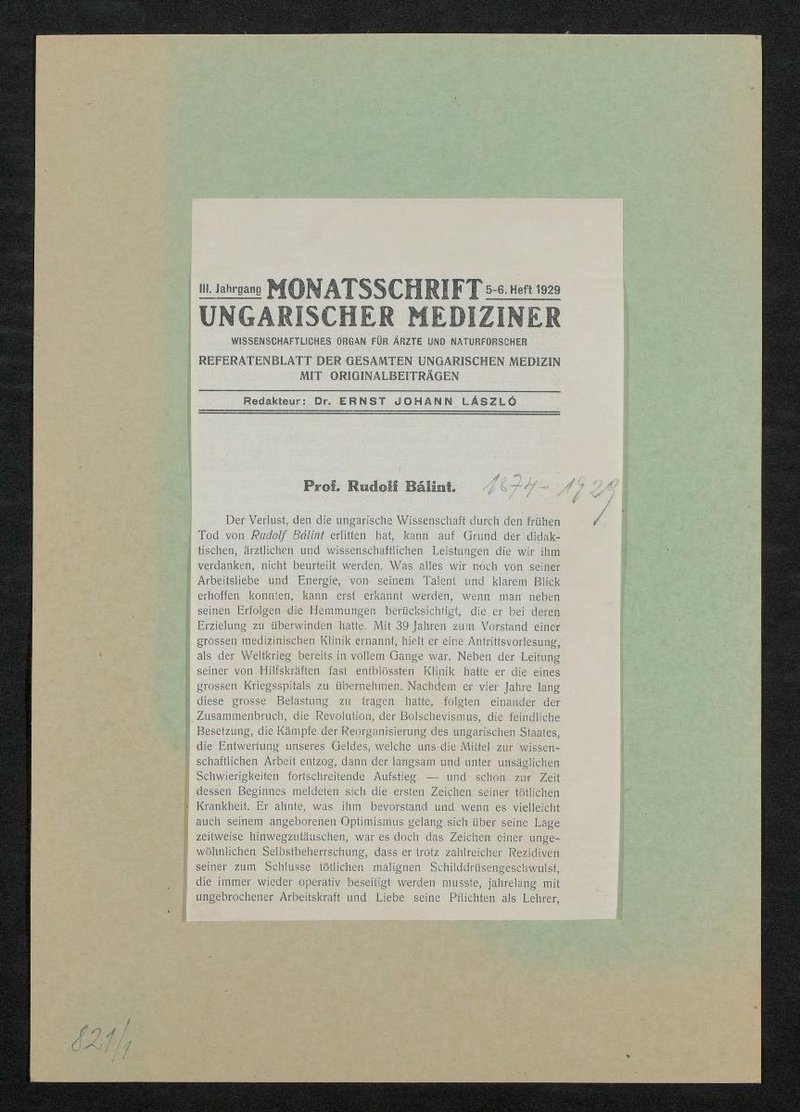 III. Jahrgang MONATSSCHRIFT 5-6. Heft 1929
UNGARISCHER MEDIZINER
WISSENSCHAFTLICHES ORGAN FÜR ÄRZTE UND NATURFORSCHER
REFERATENBLATT DER GESAMTEN UNGARISCHEN MEDIZIN
MIT ORIGINALBEITRÄGEN
Redakteur: Dr. ERNST JOHANN LÁSZLÓ
Prof. Rudolf Bálint. 1874-1929
Der Verlust, den die ungarische Wissenschaft durch den frühen
Tod von Rudolf Bálint erlitten hat, kann auf Grund der didak-
tischen, ärztlichen und wissenschaftlichen Leistungen die wir ihm
verdanken, nicht beurteilt werden. Was alles wir noch von seiner
Arbeitsliebe und Energie, von seinem Talent und klarem Blick
erhoffen konnten, kann erst erkannt werden, wenn man neben
seinen Erfolgen die Hemmungen berücksichtigt, die er bei deren
Erzielung zu überwinden hatte. Mit 39 Jahren zum Vorstand einer
grossen medizinischen Klinik ernannt, hielt er eine Antrittsvorlesung,
als der Weltkrieg bereits in vollem Gange war. Neben der Leitung
seiner von Hilfskräften fast entblössten Klinik hatte er die eines
grossen Kriegsspitals zu übernehmen. Nachdem er vier Jahre lang
diese grosse Belastung zu tragen hatte, folgten einander der
Zusammenbruch, die Revolution, der Bolschevismus, die feindliche
Besetzung, die Kämpfe der Reorganisierung des ungarischen Staates,
die Entwertung unseres Geldes, welche uns die Mittel zur wissen-
schaftlichen Arbeit entzog, dann der langsam und unter unsäglichen
Schwierigkeiten fortschreitende Aufstieg — und schon zur Zeit
dessen Beginnes meldeten sich die ersten Zeichen seiner tötlichen
Krankheit. Er ahnte, was ihm bevorstand und wenn es vielleicht
auch seinem angeborenen Optimismus gelang sich über seine Lage
zeitweise hinwegzutäuschen, war es doch das Zeichen einer unge-
wöhnlichen Selbstbeherrschung, dass er trotz zahlreicher Rezidiven
seiner zum Schlusse tötlichen malignen Schilddrüsengeschwulst,
die immer wieder operativ beseitigt werden musste, jahrelang mit
ungebrochener Arbeitskraft und Liebe seine Pflichten als Lehrer,
821/1